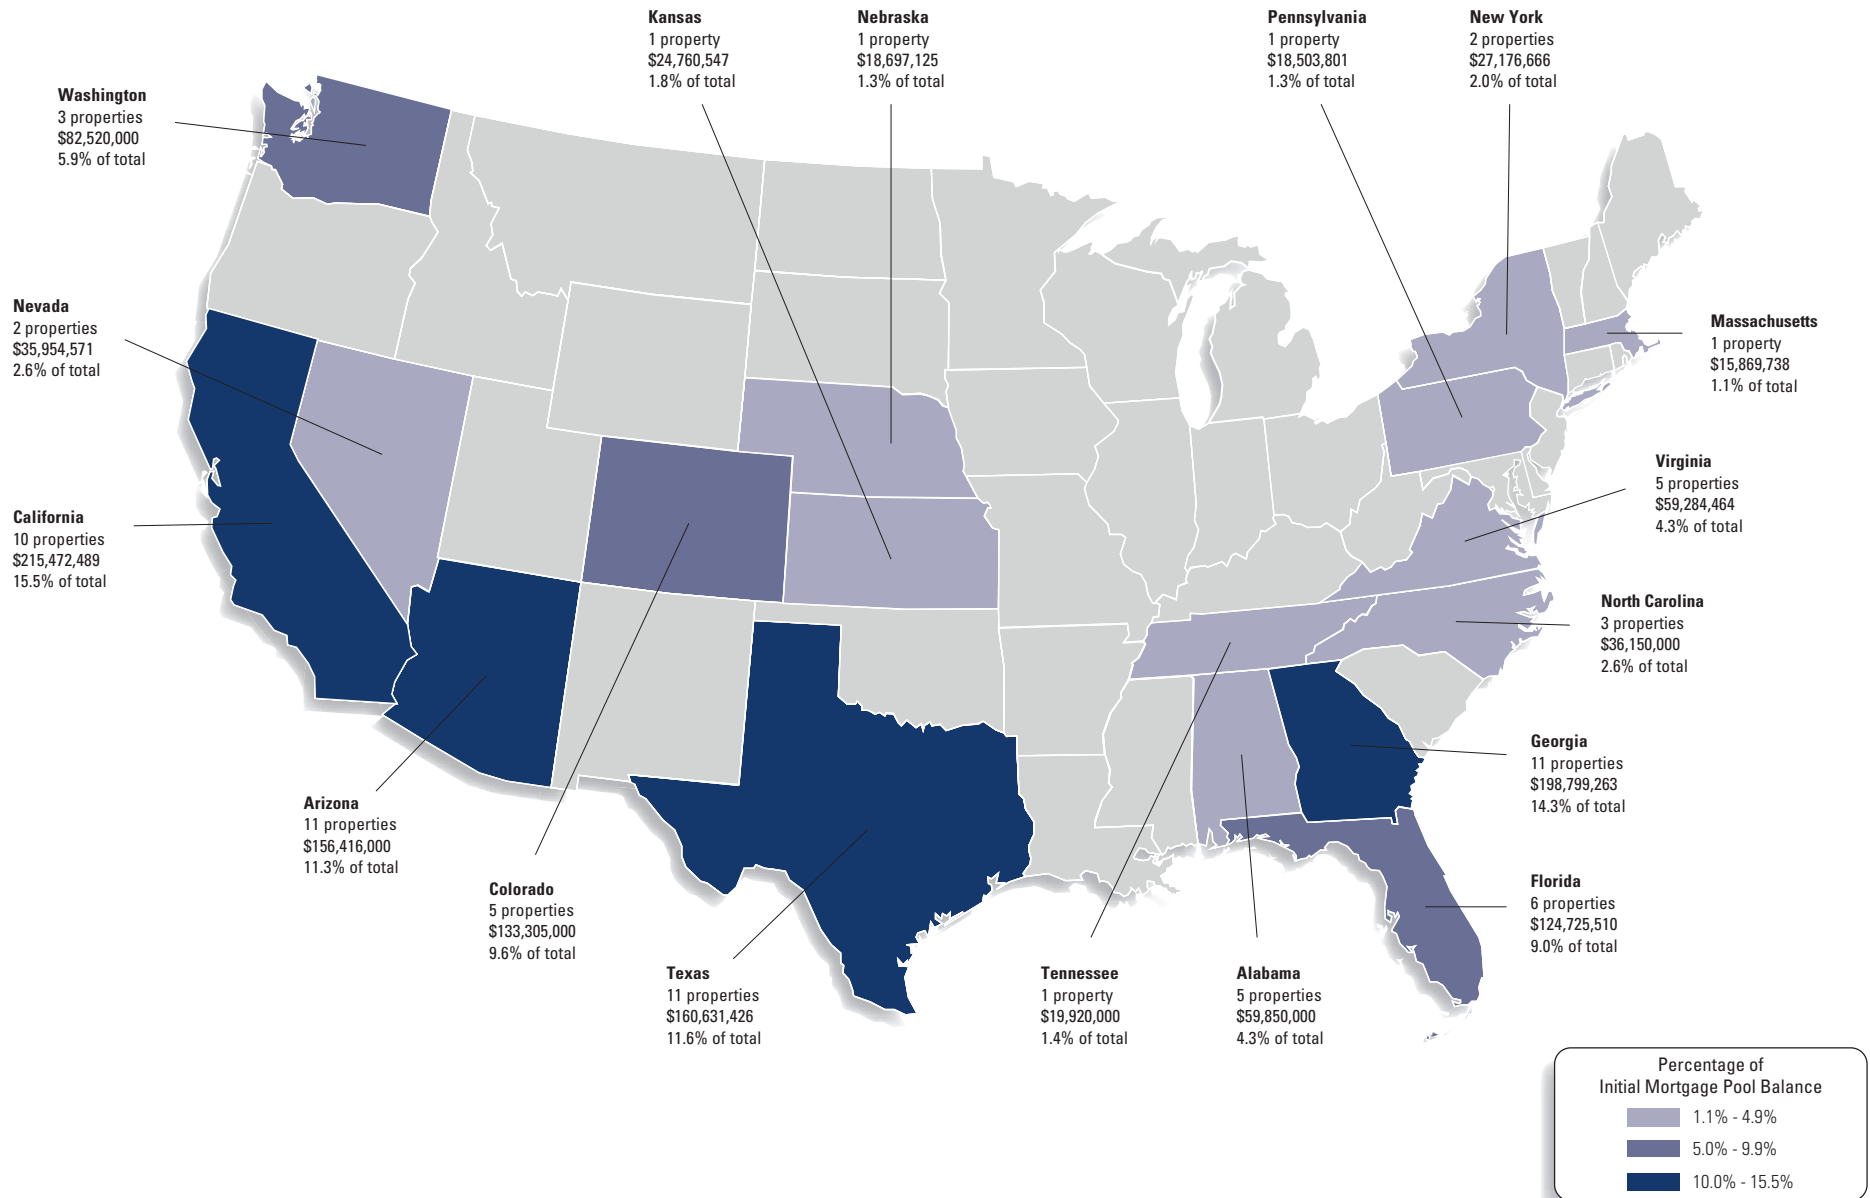 Kansas
1 property
$24,760,547
1.8% of total
Nebraska
1 property
$18,697,125
1.3% of total
Pennsylvania
1 property
$18,503,801
1.3% of total
New York
2 properties
$27,176,666
2.0% of total
Washington
3 properties
$82,520,000
5.9% of total
Nevada
2 properties
$35,954,571
2.6% of total
Massachusetts
1 property
$15,869,738
1.1% of total
Virginia
5 properties
$59,284,464
4.3% of total
California
10 properties
$215,472,489
15.5% of total
North Carolina
3 properties
$36,150,000
2.6% of total
Georgia
11 properties
$198,799,263
14.3% of total
Arizona
11 properties
$156,416,000
11.3% of total
Colorado
5 properties
$133,305,000
9.6% of total
Florida
6 properties
$124,725,510
9.0% of total
Texas
11 properties
$160,631,426
11.6% of total
Tennessee
1 property
$19,920,000
1.4% of total
Alabama
5 properties
$59,850,000
4.3% of total
Percentage of
Initial Mortgage Pool Balance
1.1% - 4.9%
5.0% - 9.9%
10.0% - 15.5%